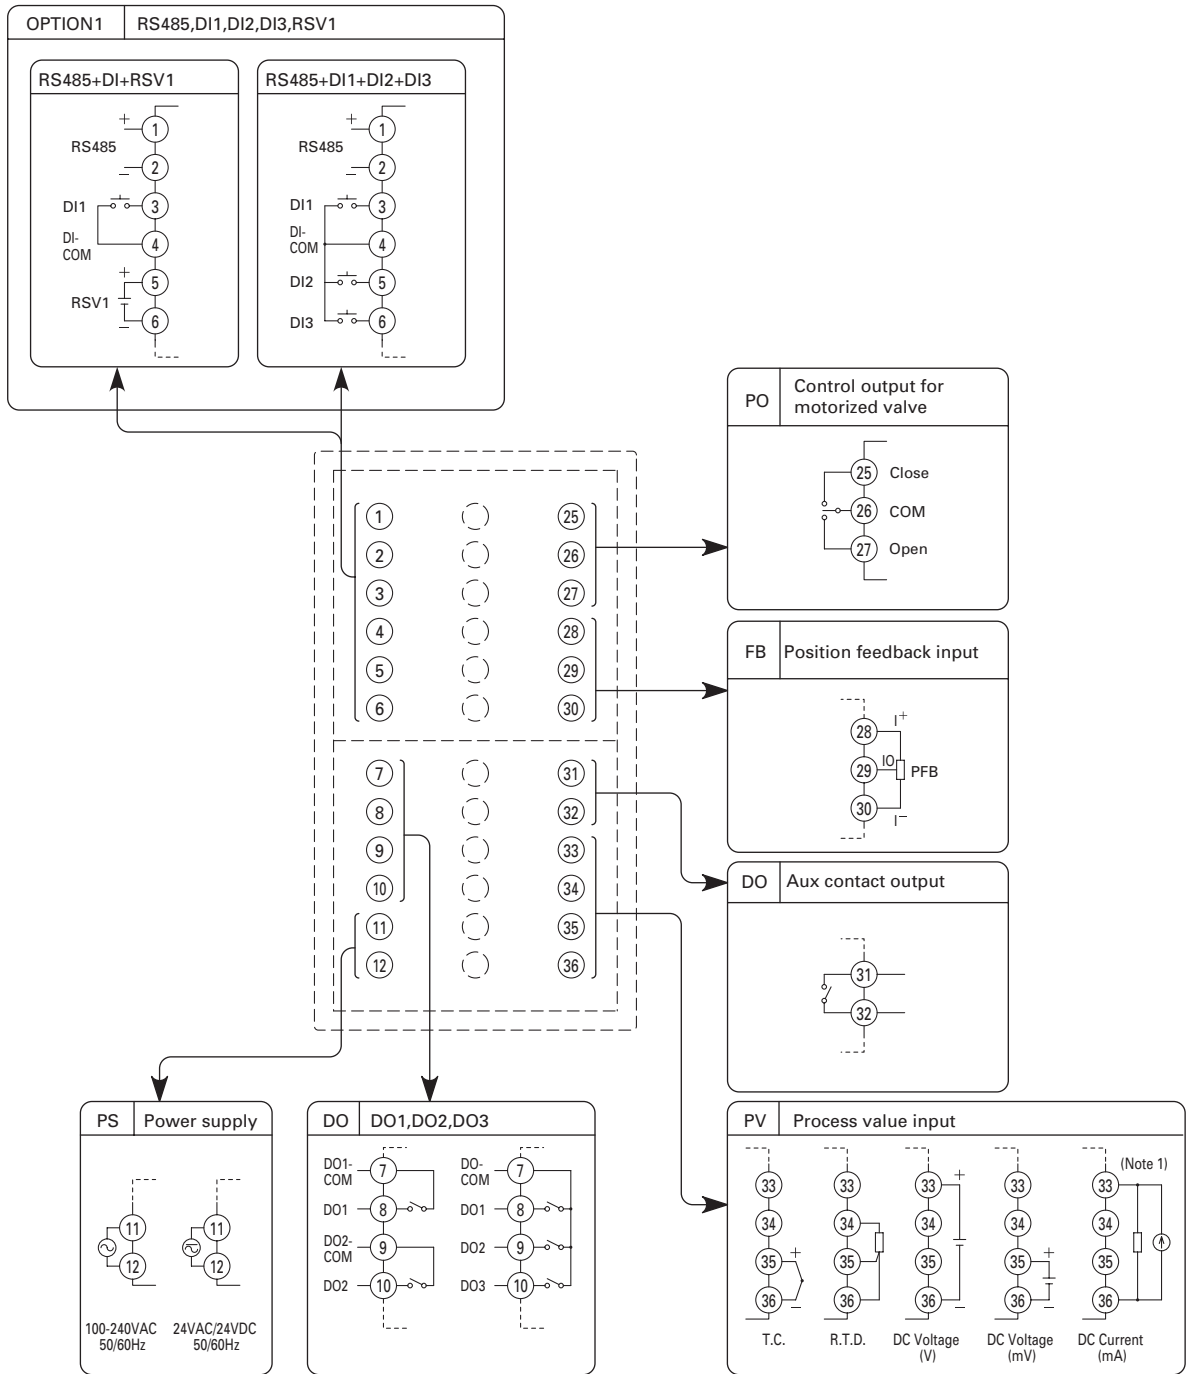 OPTION1 RS485,DI1,DI2,DI3,RSV1
RS485+DI+RSV1
+
1
RS485
2
−
DI1
3
DI-
COM
4
+
5
RSV1
6
−
RS485+DI1+DI2+DI3
+
1
RS485
2
−
DI1
3
DI-
COM
4
DI2
5
DI3
6
1 25
2 26
3 27
4 28
5 29
6 30
7 31
8 32
9 33
10 34
11 35
12 36
PO Control output for
motorized valve
25 Close
26 COM
27 Open
FB Position feedback input
28 I+
29 IO PFB
30 I−
DO Aux contact output
31
32
PS Power supply
11 11
12 12
100-240VAC
50/60Hz
24VAC/24VDC
50/60Hz
DO DO1,DO2,DO3
DO1-
COM
7
DO1 8
DO2-
COM
9
DO2 10
DO-
COM
7
DO1 8
DO2 9
DO3 10
PV Process value input
33
34
35 +
36 −
T.C.
33
34
35
36
R.T.D.
33 +
34
35
36 −
DC Voltage
(V)
33
34
35 +
36 −
DC Voltage
(mV)
(Note 1)
33
34
35
36
DC Current
(mA)